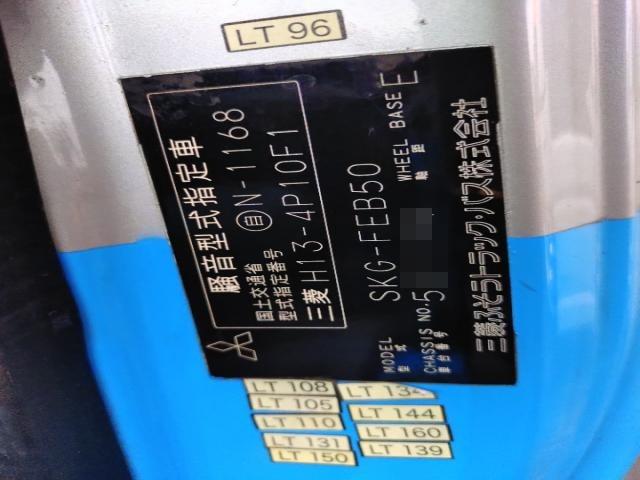 LT 96
騒音型式指定車
国土交通省
型式指定番号
自 N-1168
三菱 H13-4P10F1
MODEL
型式
SKG-FEB50
CHASSIS NO.
車台番号
5
WHEEL BASE
軸距
E
三菱ふそうトラック・バス株式会社
LT 108
LT 134
LT 105
LT 144
LT 110
LT 160
LT 131
LT 139
LT 150